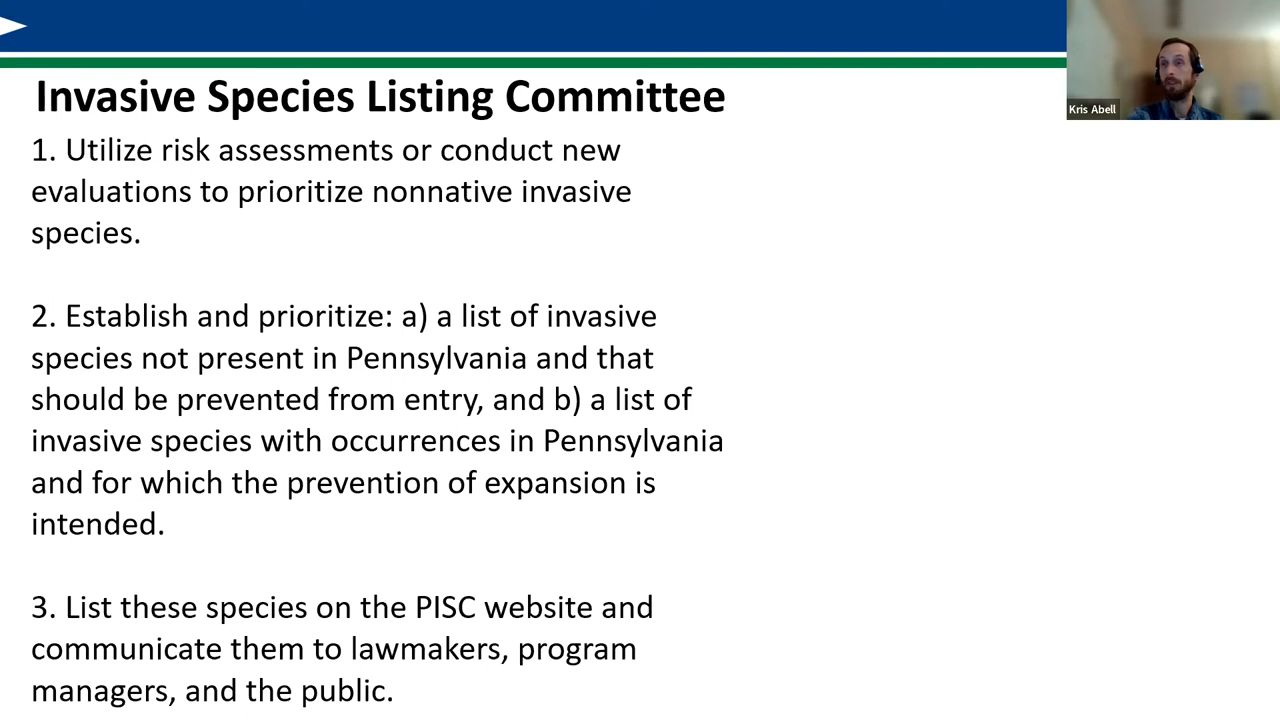 Invasive Species Listing Committee
Kris Abell
1. Utilize risk assessments or conduct new
evaluations to prioritize nonnative invasive
species.
2. Establish and prioritize: a) a list of invasive
species not present in Pennsylvania and that
should be prevented from entry, and b) a list of
invasive species with occurrences in Pennsylvania
and for which the prevention of expansion is
intended.
3. List these species on the PISC website and
communicate them to lawmakers, program
managers, and the public.